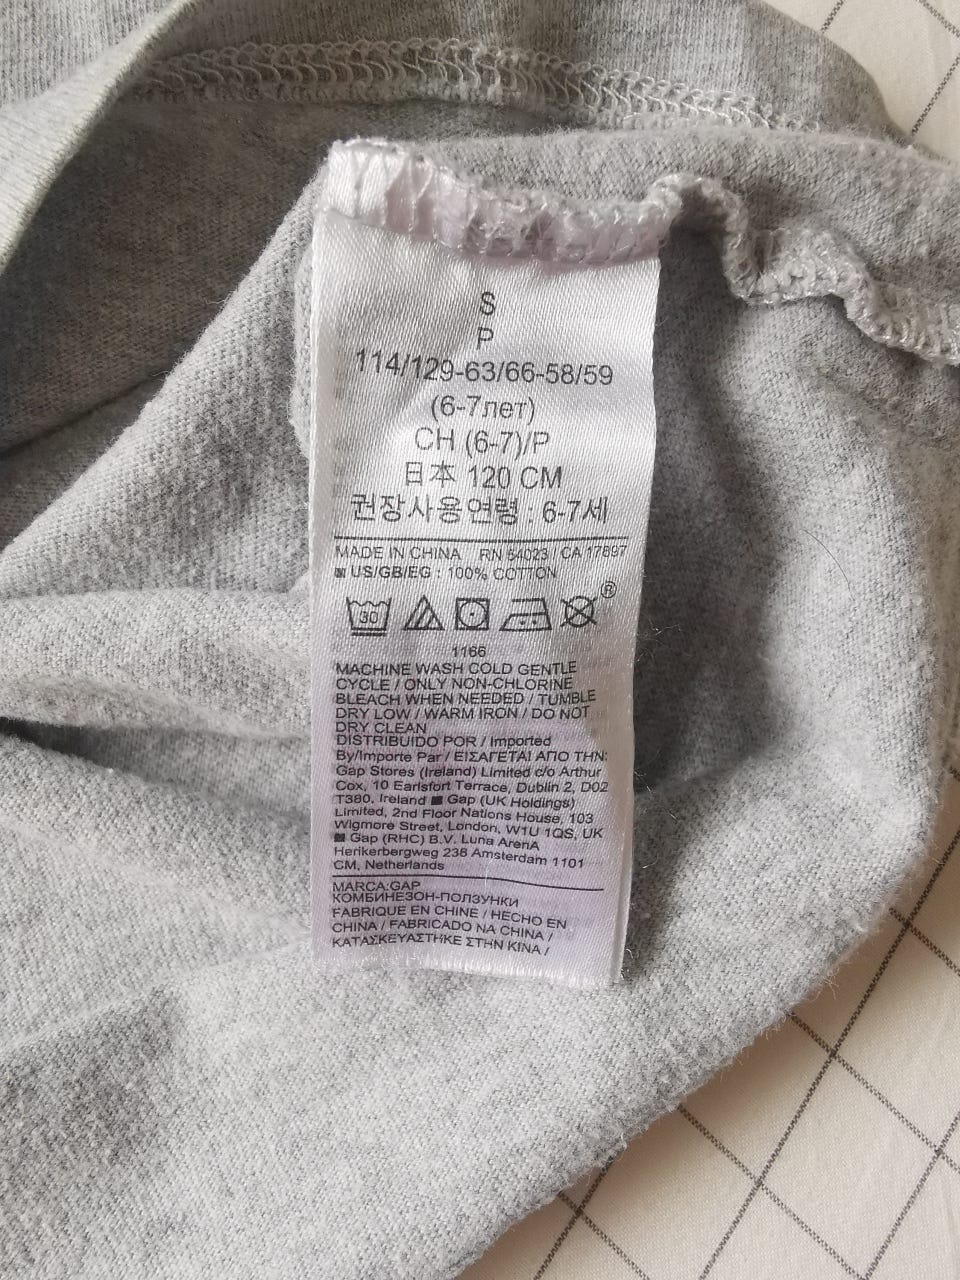 S
P
114/129-63/66-58/59
(6-7лет)
CH (6-7)/P
日本 120 CM
권장사용연령 : 6-7세
MADE IN CHINA RN 54023 / CA 17897
US/GB/EG : 100% COTTON
30 ®
1166
MACHINE WASH COLD GENTLE
CYCLE / ONLY NON-CHLORINE
BLEACH WHEN NEEDED / TUMBLE
DRY LOW / WARM IRON / DO NOT
DRY CLEAN
DISTRIBUIDO POR / Imported
By/Importe Par / ΕΙΣΑΓΕΤΑΙ ΑΠΟ ΤΗΝ:
Gap Stores (Ireland) Limited c/o Arthur
Cox, 10 Earlsfort Terrace, Dublin 2, D02
T380, Ireland ■ Gap (UK Holdings)
Limited, 2nd Floor Nations House, 103
Wigmore Street, London, W1U 1QS, UK
■ Gap (RHC) B.V. Luna ArenA
Herikerbergweg 238 Amsterdam 1101
CM, Netherlands
MARCA:GAP
КОМБИНЕЗОН-ПОЛЗУНКИ
FABRIQUE EN CHINE / HECHO EN
CHINA / FABRICADO NA CHINA /
ΚΑΤΑΣΚΕΥΑΣΤΗΚΕ ΣΤΗΝ ΚΙΝΑ /